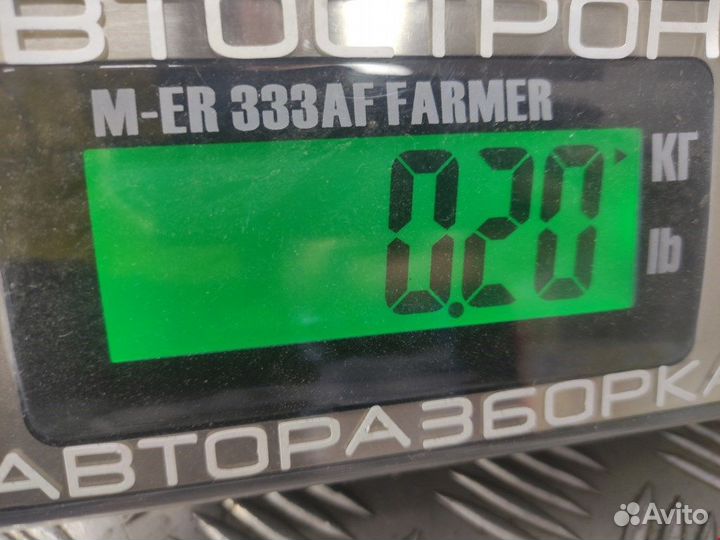 ВТОСТРОН
M-ER 333AF FARMER
0.20
КГ
lb
АВТОРАЗБОРКА
Avito